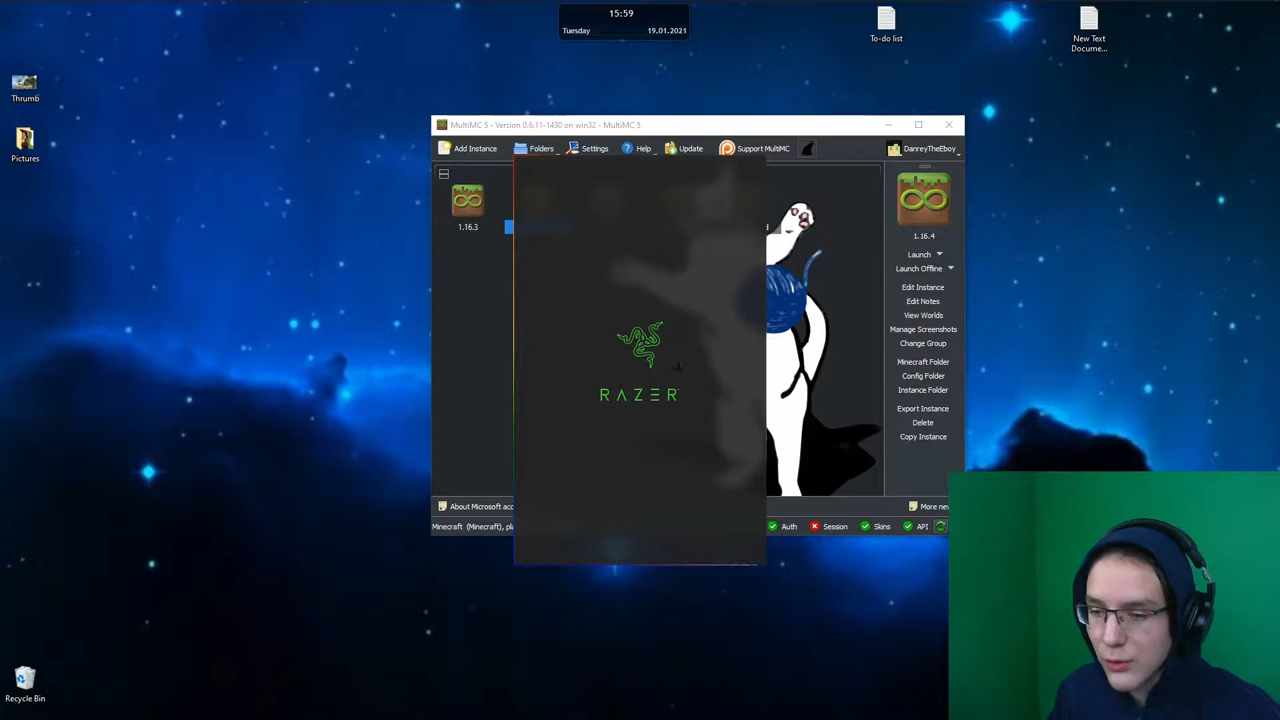 15:59
Tuesday 19.01.2021
To-do list
New Text
Docume...
Thrumb
Pictures
Recycle Bin
MultiMC 5 - Version 0.6.11-1430 on win32 - MultiMC 5
Add Instance Folders Settings Help Update Support MultiMC DanreyTheEboy
1.16.3
1.16.4
Launch
Launch Offline
Edit Instance
Edit Notes
View Worlds
Manage Screenshots
Change Group
Minecraft Folder
Config Folder
Instance Folder
Export Instance
Delete
Copy Instance
RAZER
About Microsoft acc
More nev
Minecraft (Minecraft), pla
Auth Session Skins API